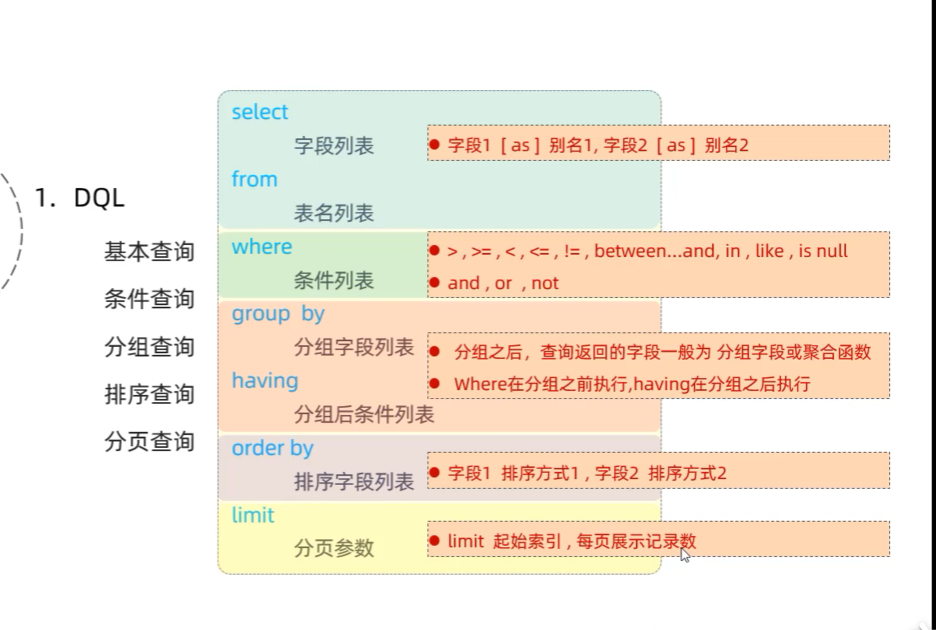 1. DQL
基本查询
条件查询
分组查询
排序查询
分页查询
select
字段列表
● 字段1 [ as ] 别名1, 字段2 [ as ] 别名2
from
表名列表
where
条件列表
● > , >= , < , <= , != , between...and, in , like , is null
● and , or , not
group by
分组字段列表
● 分组之后，查询返回的字段一般为 分组字段或聚合函数
having
● Where在分组之前执行,having在分组之后执行
分组后条件列表
order by
排序字段列表
● 字段1 排序方式1 , 字段2 排序方式2
limit
分页参数
● limit 起始索引 , 每页展示记录数